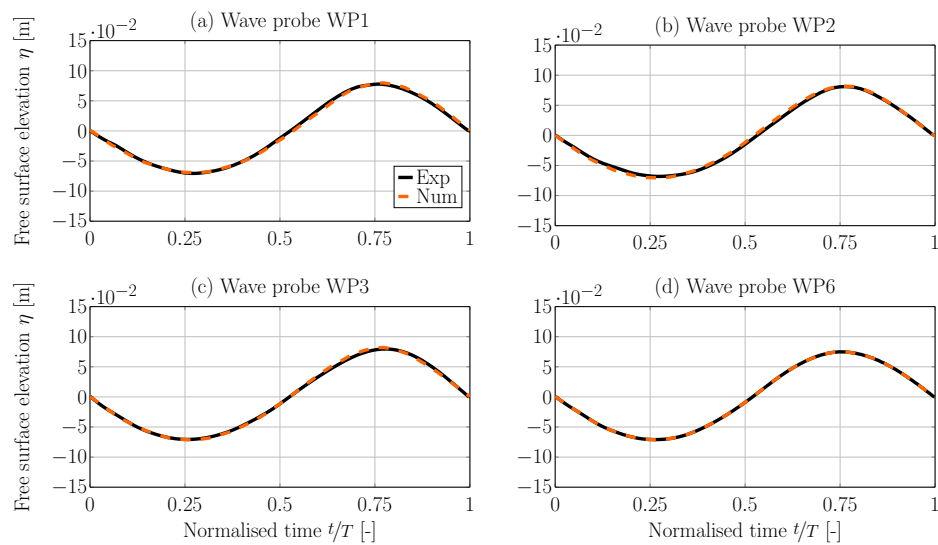 (a) Wave probe WP1
(b) Wave probe WP2
·10−2
·10−2
Free surface elevation η [m]
15
10
5
0
−5
−10
−15
Exp
Num
0 0.25 0.5 0.75 1
15
10
5
0
−5
−10
−15
0 0.25 0.5 0.75 1
(c) Wave probe WP3
(d) Wave probe WP6
·10−2
·10−2
Free surface elevation η [m]
15
10
5
0
−5
−10
−15
0 0.25 0.5 0.75 1
Normalised time t/T [-]
15
10
5
0
−5
−10
−15
0 0.25 0.5 0.75 1
Normalised time t/T [-]